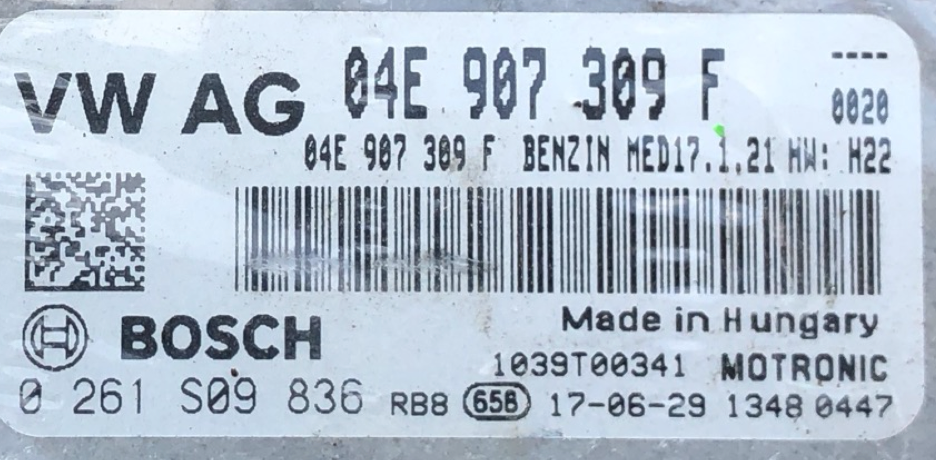 VW AG 04E 907 309 F ----
0020
04E 907 309 F BENZIN MED17.1.21 HW: H22
BOSCH Made in Hungary
1039T00341 MOTRONIC
0 261 S09 836 RB8 658 17-06-29 1348 0447